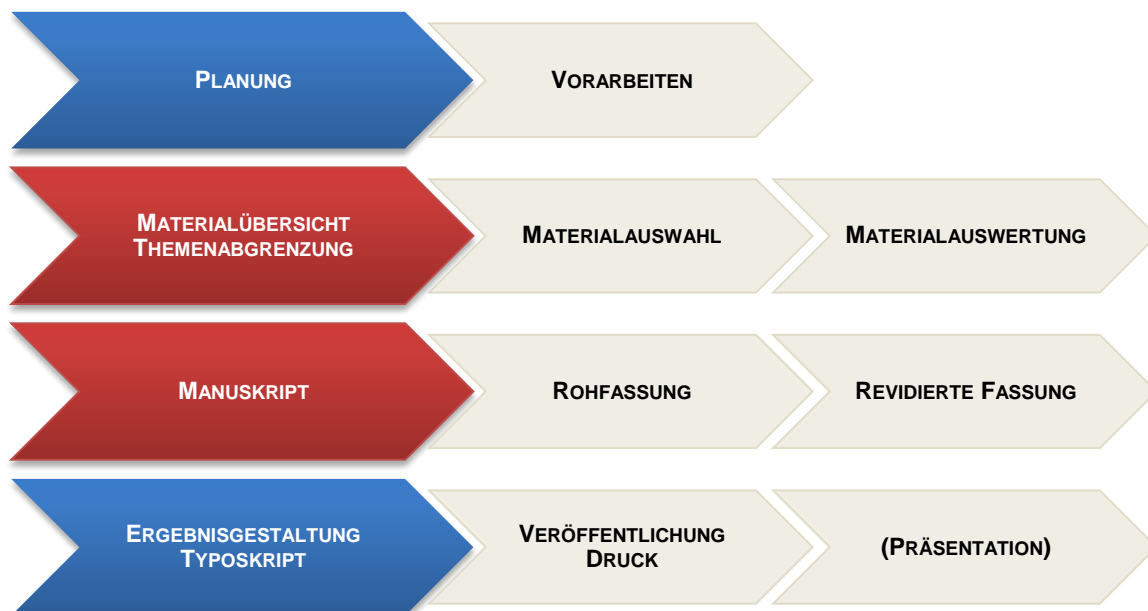 PLANUNG
VORARBEITEN
MATERIALÜBERSICHT
THEMENABGRENZUNG
MATERIALAUSWAHL
MATERIALAUSWERTUNG
MANUSKRIPT
ROHFASSUNG
REVIDIERTE FASSUNG
ERGEBNISGESTALTUNG
TYPOSKRIPT
VERÖFFENTLICHUNG
DRUCK
(PRÄSENTATION)